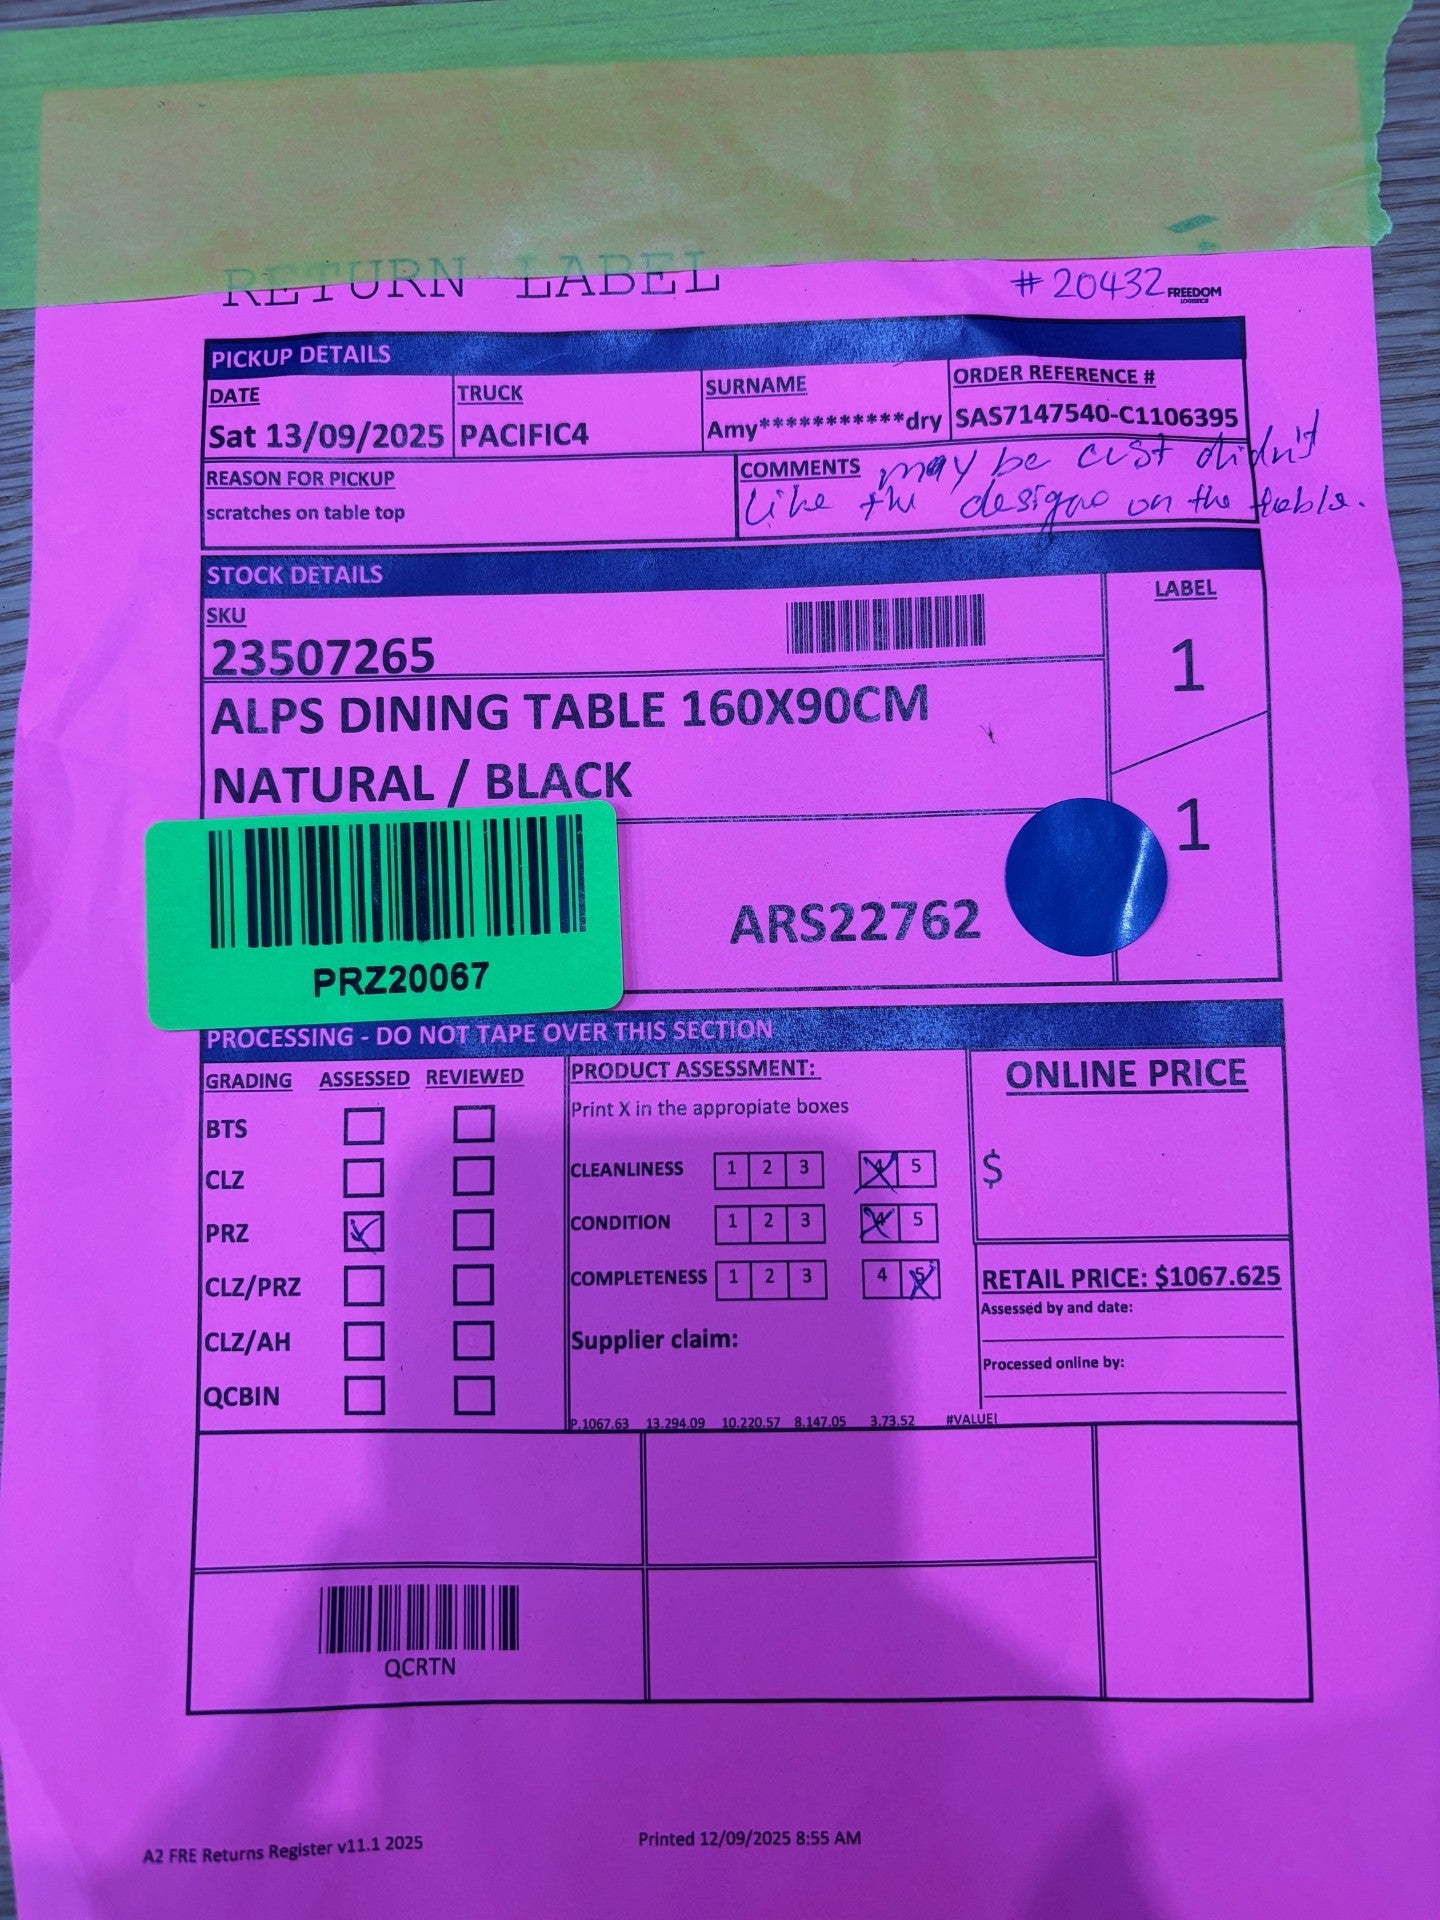 RETURN LABEL
#20432
FREEDOM
LOGISTICS
PICKUP DETAILS
DATE
Sat 13/09/2025
TRUCK
PACIFIC4
SURNAME
Amy***********dry
ORDER REFERENCE #
SAS7147540-C1106395
REASON FOR PICKUP
scratches on table top
COMMENTS may be cust didn't
like the designe on the table.
STOCK DETAILS
SKU
23507265
ALPS DINING TABLE 160X90CM
NATURAL / BLACK
LABEL
1
1
PRZ20067
ARS22762
PROCESSING - DO NOT TAPE OVER THIS SECTION
GRADING ASSESSED REVIEWED
BTS
CLZ
PRZ
CLZ/PRZ
CLZ/AH
QCBIN
PRODUCT ASSESSMENT:
Print X in the appropiate boxes
CLEANLINESS 1 2 3 4 5
CONDITION 1 2 3 4 5
COMPLETENESS 1 2 3 4 5
Supplier claim:
P.1067.63 13.294.09 10.220.57 8.147.05 3.73.52 #VALUE!
ONLINE PRICE
$
RETAIL PRICE: $1067.625
Assessed by and date:
Processed online by:
QCRTN
A2 FRE Returns Register v11.1 2025
Printed 12/09/2025 8:55 AM